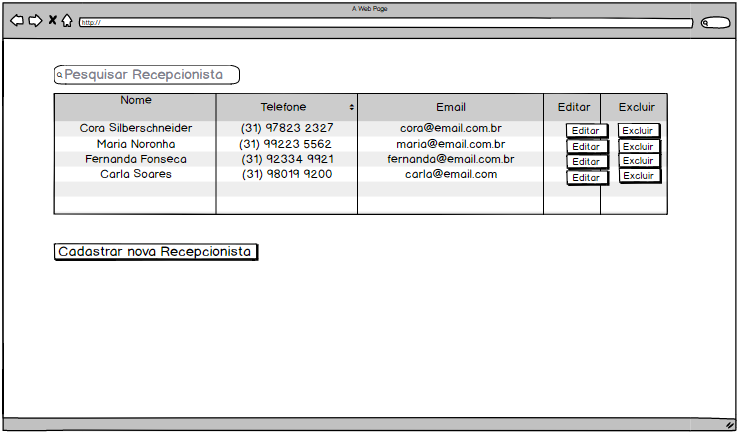 A Web Page
http://
Pesquisar Recepcionista
Nome Telefone Email Editar Excluir
Cora Silberschneider (31) 97823 2327 cora@email.com.br Editar Excluir
Maria Noronha (31) 99223 5562 maria@email.com.br Editar Excluir
Fernanda Fonseca (31) 92334 9921 fernanda@email.com.br Editar Excluir
Carla Soares (31) 98019 9200 carla@email.com Editar Excluir
Cadastrar nova Recepcionista